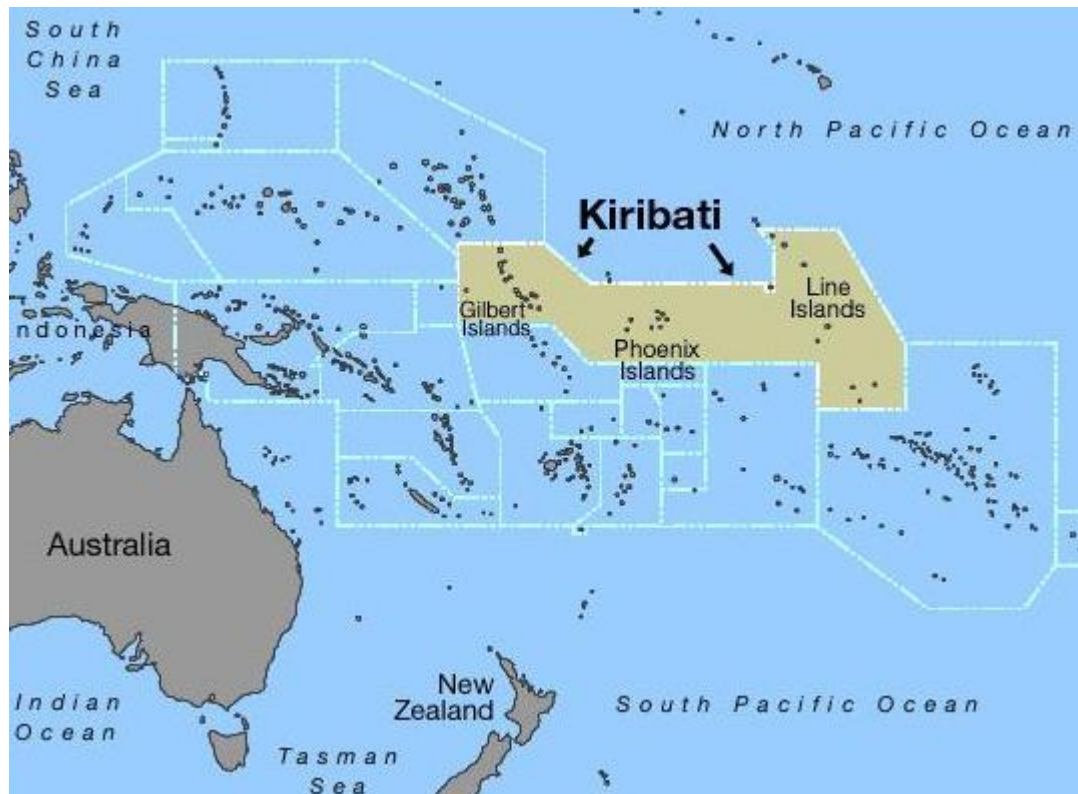 South
China
Sea
North Pacific Ocean
Kiribati
Line
Islands
Gilbert
Islands
ndonesia
Phoenix
Islands
Australia
New
Zealand
Indian
Ocean
South Pacific Ocean
Tasman
Sea